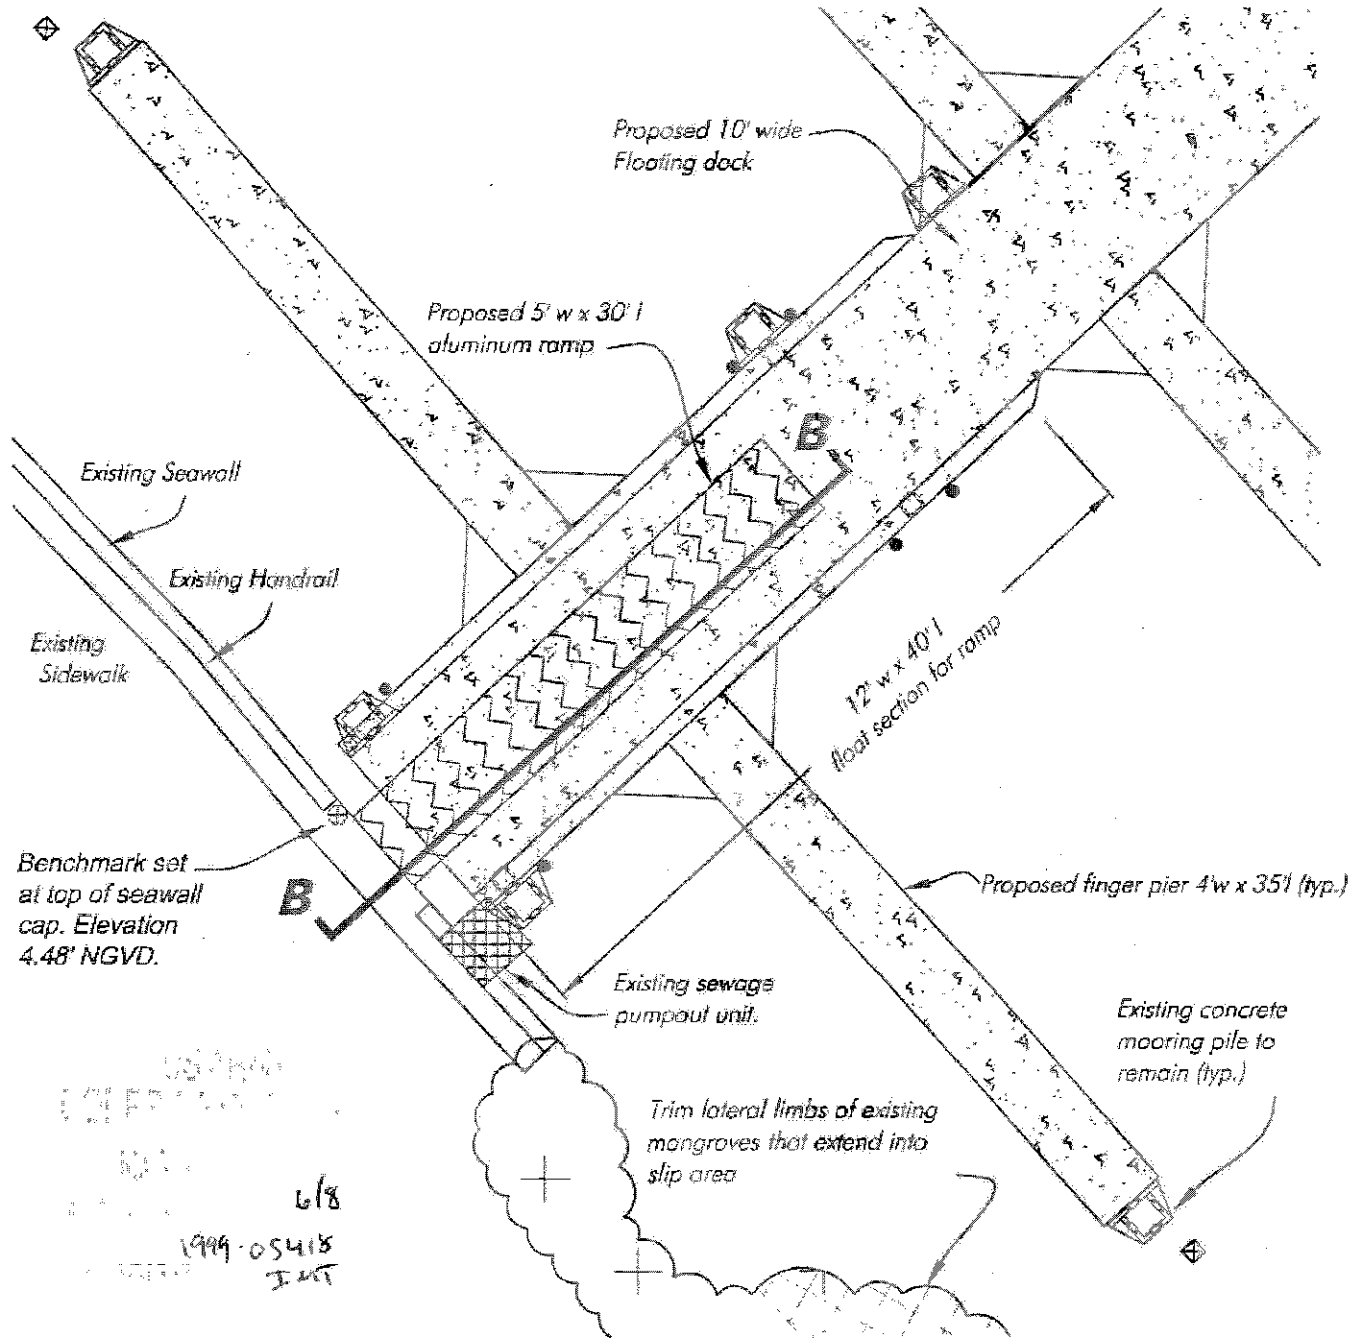 Proposed 10' wide
Floating dock
Proposed 5' w x 30' l
aluminum ramp
B
Existing Seawall
Existing Handrail
Existing
Sidewalk
12' w x 40' l
float section for ramp
Benchmark set
at top of seawall
cap. Elevation
4.48' NGVD.
B
Proposed finger pier 4'w x 35'l (typ.)
Existing sewage
pumpout unit.
Existing concrete
mooring pile to
remain (typ.)
Trim lateral limbs of existing
mangroves that extend into
slip area
6/8